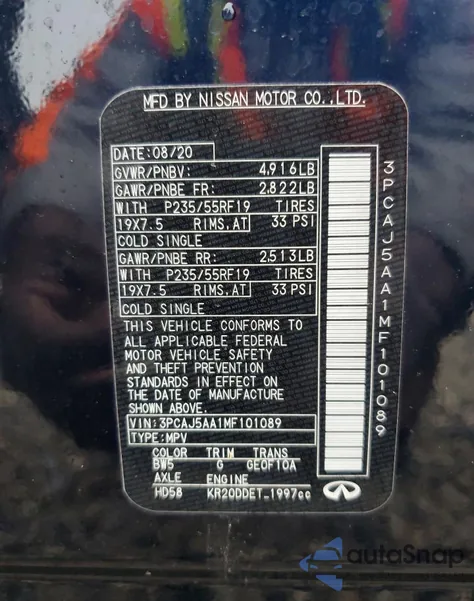 MFD BY NISSAN MOTOR CO.,LTD.
DATE:08/20
GVWR/PNBV 4,916LB
GAWR/PNBE FR: 2,822LB
WITH P235/55RF19 TIRES
19X7.5 RIMS,AT 33 PSI
COLD SINGLE
GAWR/PNBE RR: 2,513LB
WITH P235/55RF19 TIRES
19X7.5 RIMS,AT 33 PSI
COLD SINGLE
THIS VEHICLE CONFORMS TO
ALL APPLICABLE FEDERAL
MOTOR VEHICLE SAFETY
AND THEFT PREVENTION
STANDARDS IN EFFECT ON
THE DATE OF MANUFACTURE
SHOWN ABOVE.
VIN:3PCAJ5AA1MF101089
TYPE:MPV
COLOR TRIM TRANS
BW5 G GE0F10A
AXLE ENGINE
HD58 KR20DDET_1997cc
3PCAJ5AA1MF101089
autoSnap